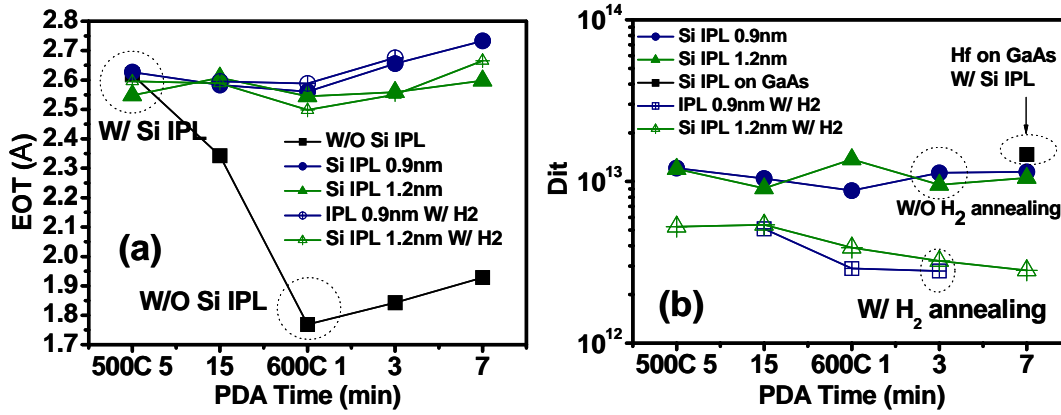 2.8
2.7
2.6
2.5
2.4
2.3
2.2
2.1
2.0
1.9
1.8
1.7
EOT (A)
W/ Si IPL
W/O Si IPL
Si IPL 0.9nm
Si IPL 1.2nm
IPL 0.9nm W/ H2
Si IPL 1.2nm W/ H2
(a)
W/O Si IPL
500C 5
15
600C 1
3
7
PDA Time (min)
10^14
10^13
10^12
Dit
Si IPL 0.9nm
Si IPL 1.2nm
Si IPL on GaAs
IPL 0.9nm W/ H2
Si IPL 1.2nm W/ H2
Hf on GaAs
W/ Si IPL
W/O H2 annealing
(b)
W/ H2 annealing
500C 5
15
600C 1
3
7
PDA Time (min)